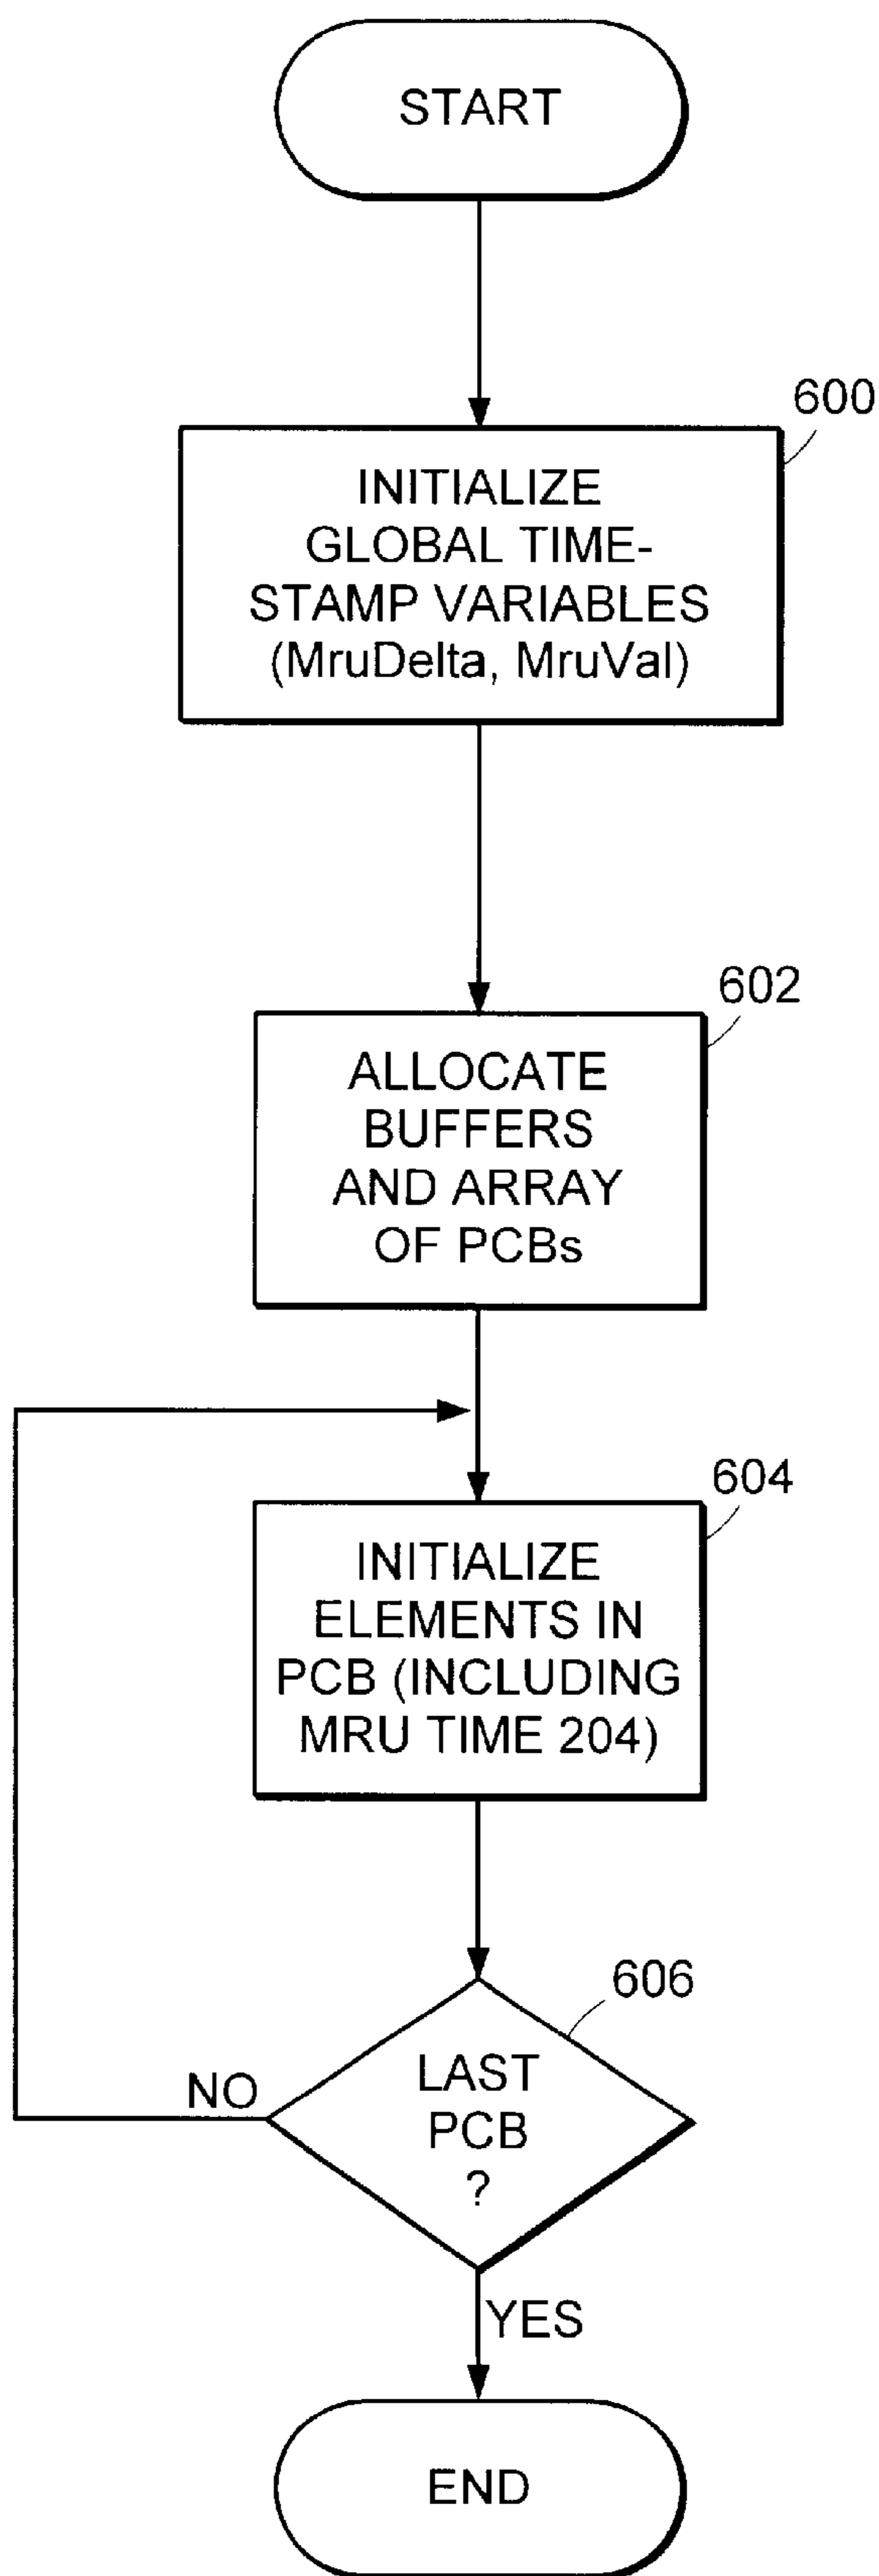 START
600
INITIALIZE
GLOBAL TIME-
STAMP VARIABLES
(MruDelta, MruVal)
602
ALLOCATE
BUFFERS
AND ARRAY
OF PCBs
604
INITIALIZE
ELEMENTS IN
PCB (INCLUDING
MRU TIME 204)
606
LAST
PCB
?
NO
YES
END